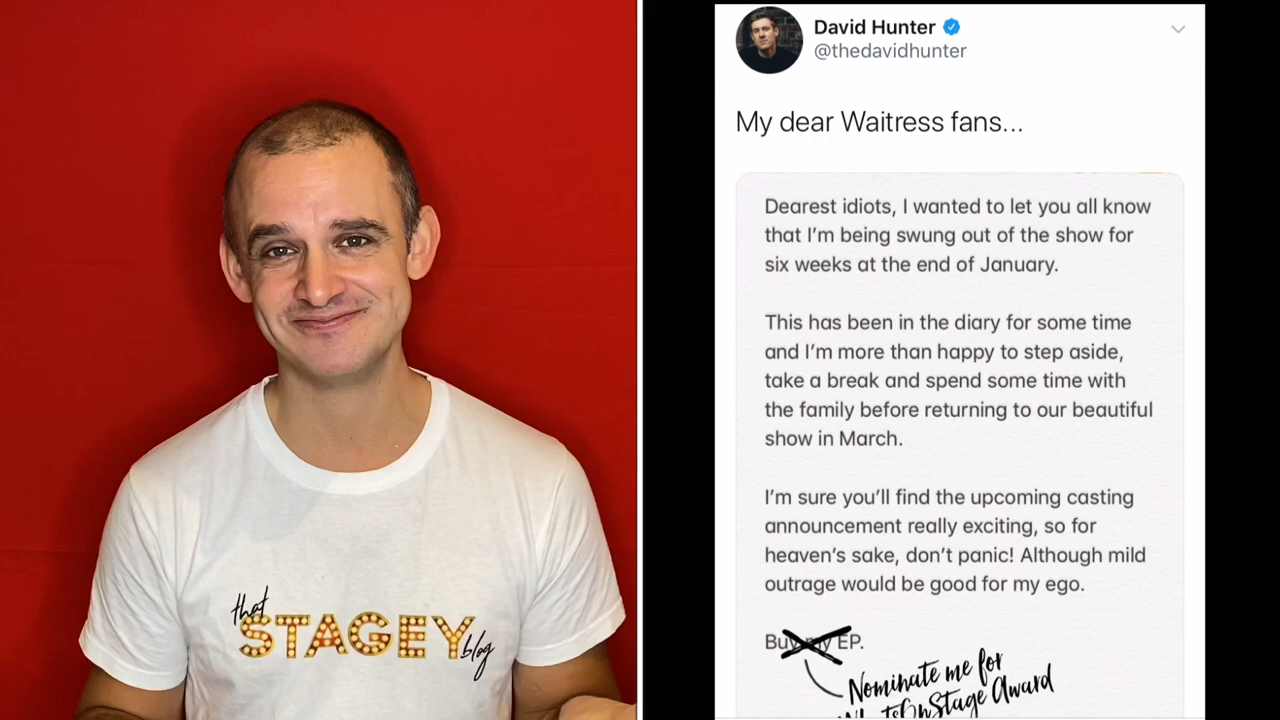 that
STAGEY
blog
David Hunter
@thedavidhunter
My dear Waitress fans...
Dearest idiots, I wanted to let you all know
that I'm being swung out of the show for
six weeks at the end of January.
This has been in the diary for some time
and I'm more than happy to step aside,
take a break and spend some time with
the family before returning to our beautiful
show in March.
I'm sure you'll find the upcoming casting
announcement really exciting, so for
heaven's sake, don't panic! Although mild
outrage would be good for my ego.
Buy my EP.
Nominate me for
WhatsOnStage Award